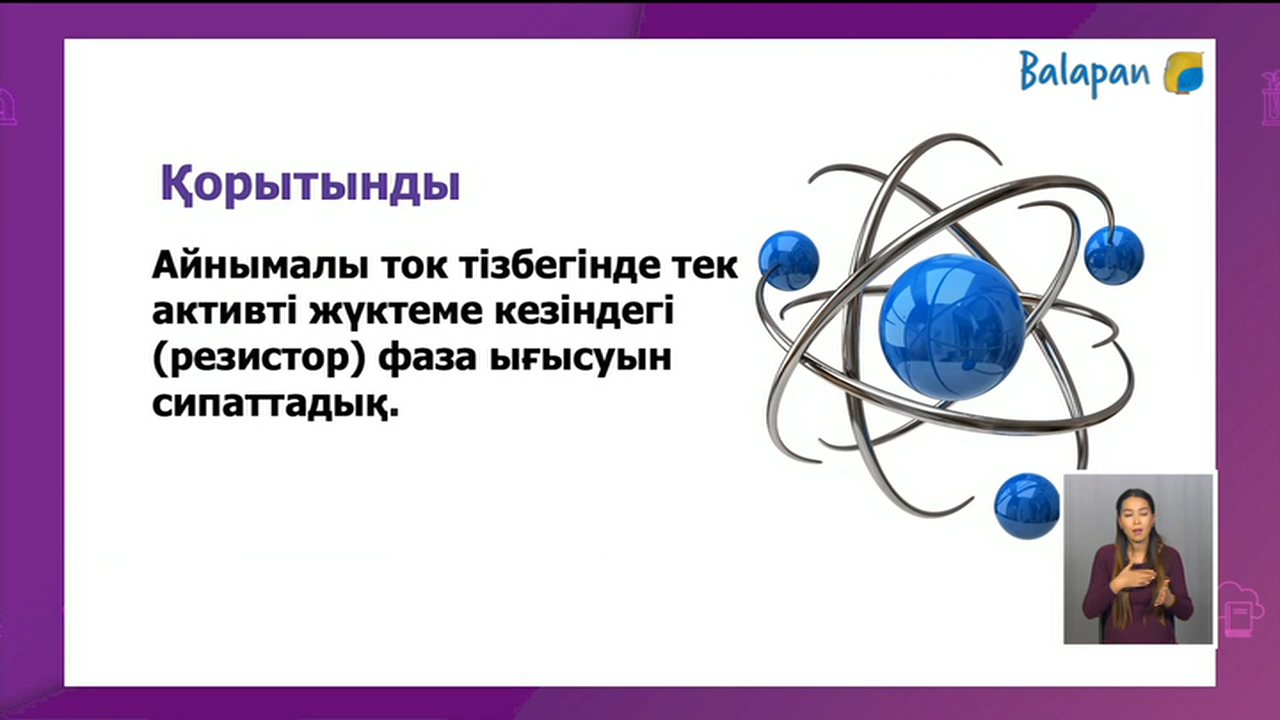 Balapan
Қорытынды
Айнымалы ток тізбегінде тек
активті жүктеме кезіндегі
(резистор) фаза ығысуын
сипаттадық.